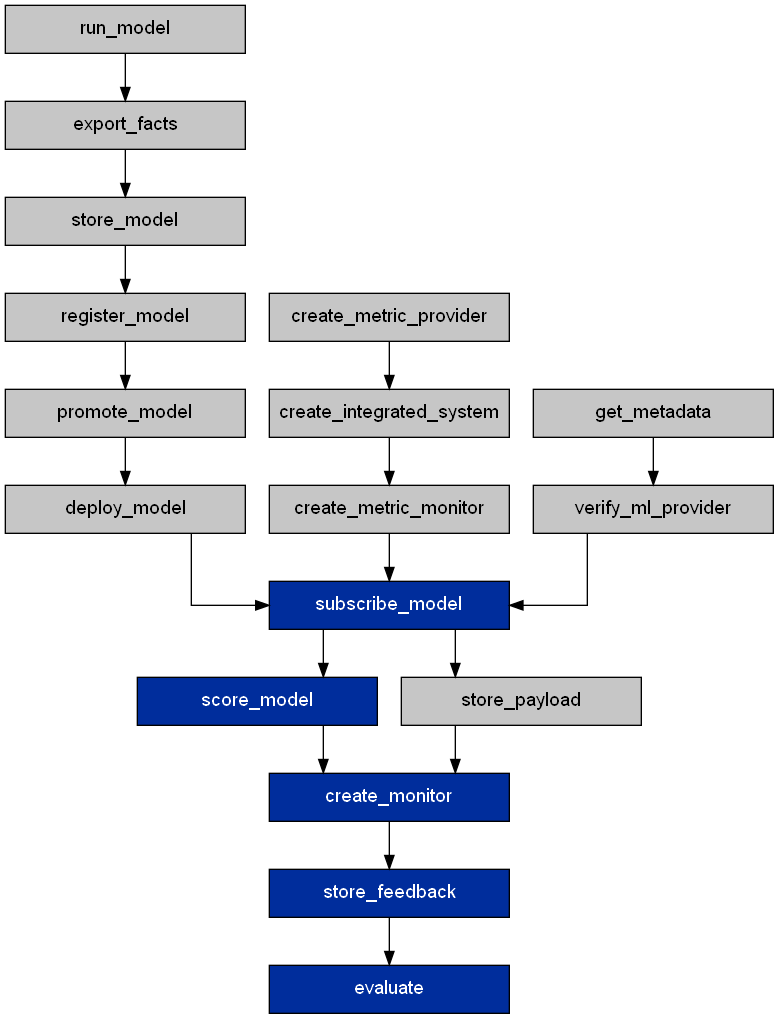 run_model
export_facts
store_model
register_model
create_metric_provider
promote_model
create_integrated_system
get_metadata
deploy_model
create_metric_monitor
verify_ml_provider
subscribe_model
score_model
store_payload
create_monitor
store_feedback
evaluate